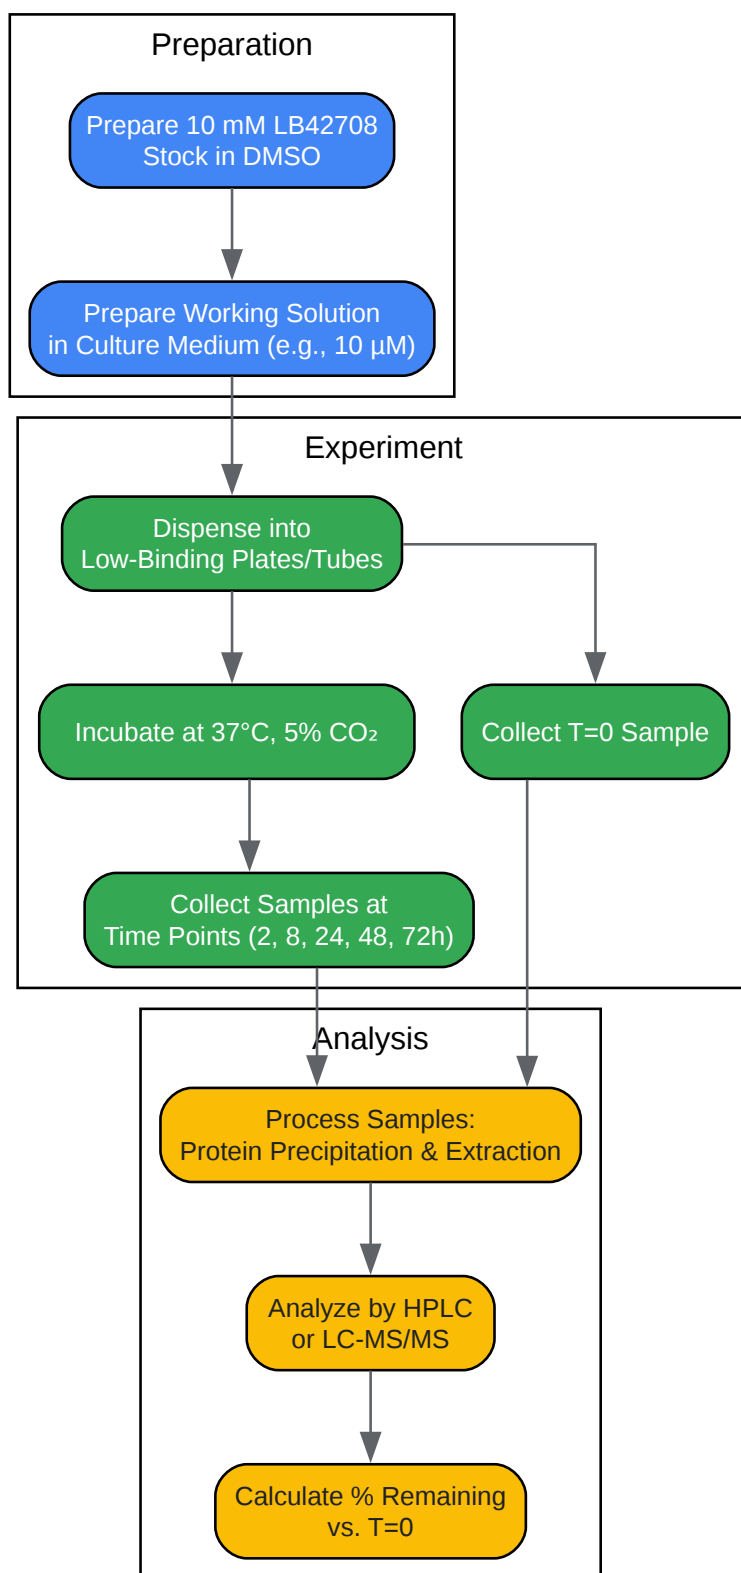 Preparation
Prepare 10 mM LB42708
Stock in DMSO
Prepare Working Solution
in Culture Medium (e.g., 10 µM)
Experiment
Dispense into
Low-Binding Plates/Tubes
Incubate at 37°C, 5% CO₂
Collect T=0 Sample
Collect Samples at
Time Points (2, 8, 24, 48, 72h)
Analysis
Process Samples:
Protein Precipitation & Extraction
Analyze by HPLC
or LC-MS/MS
Calculate % Remaining
vs. T=0